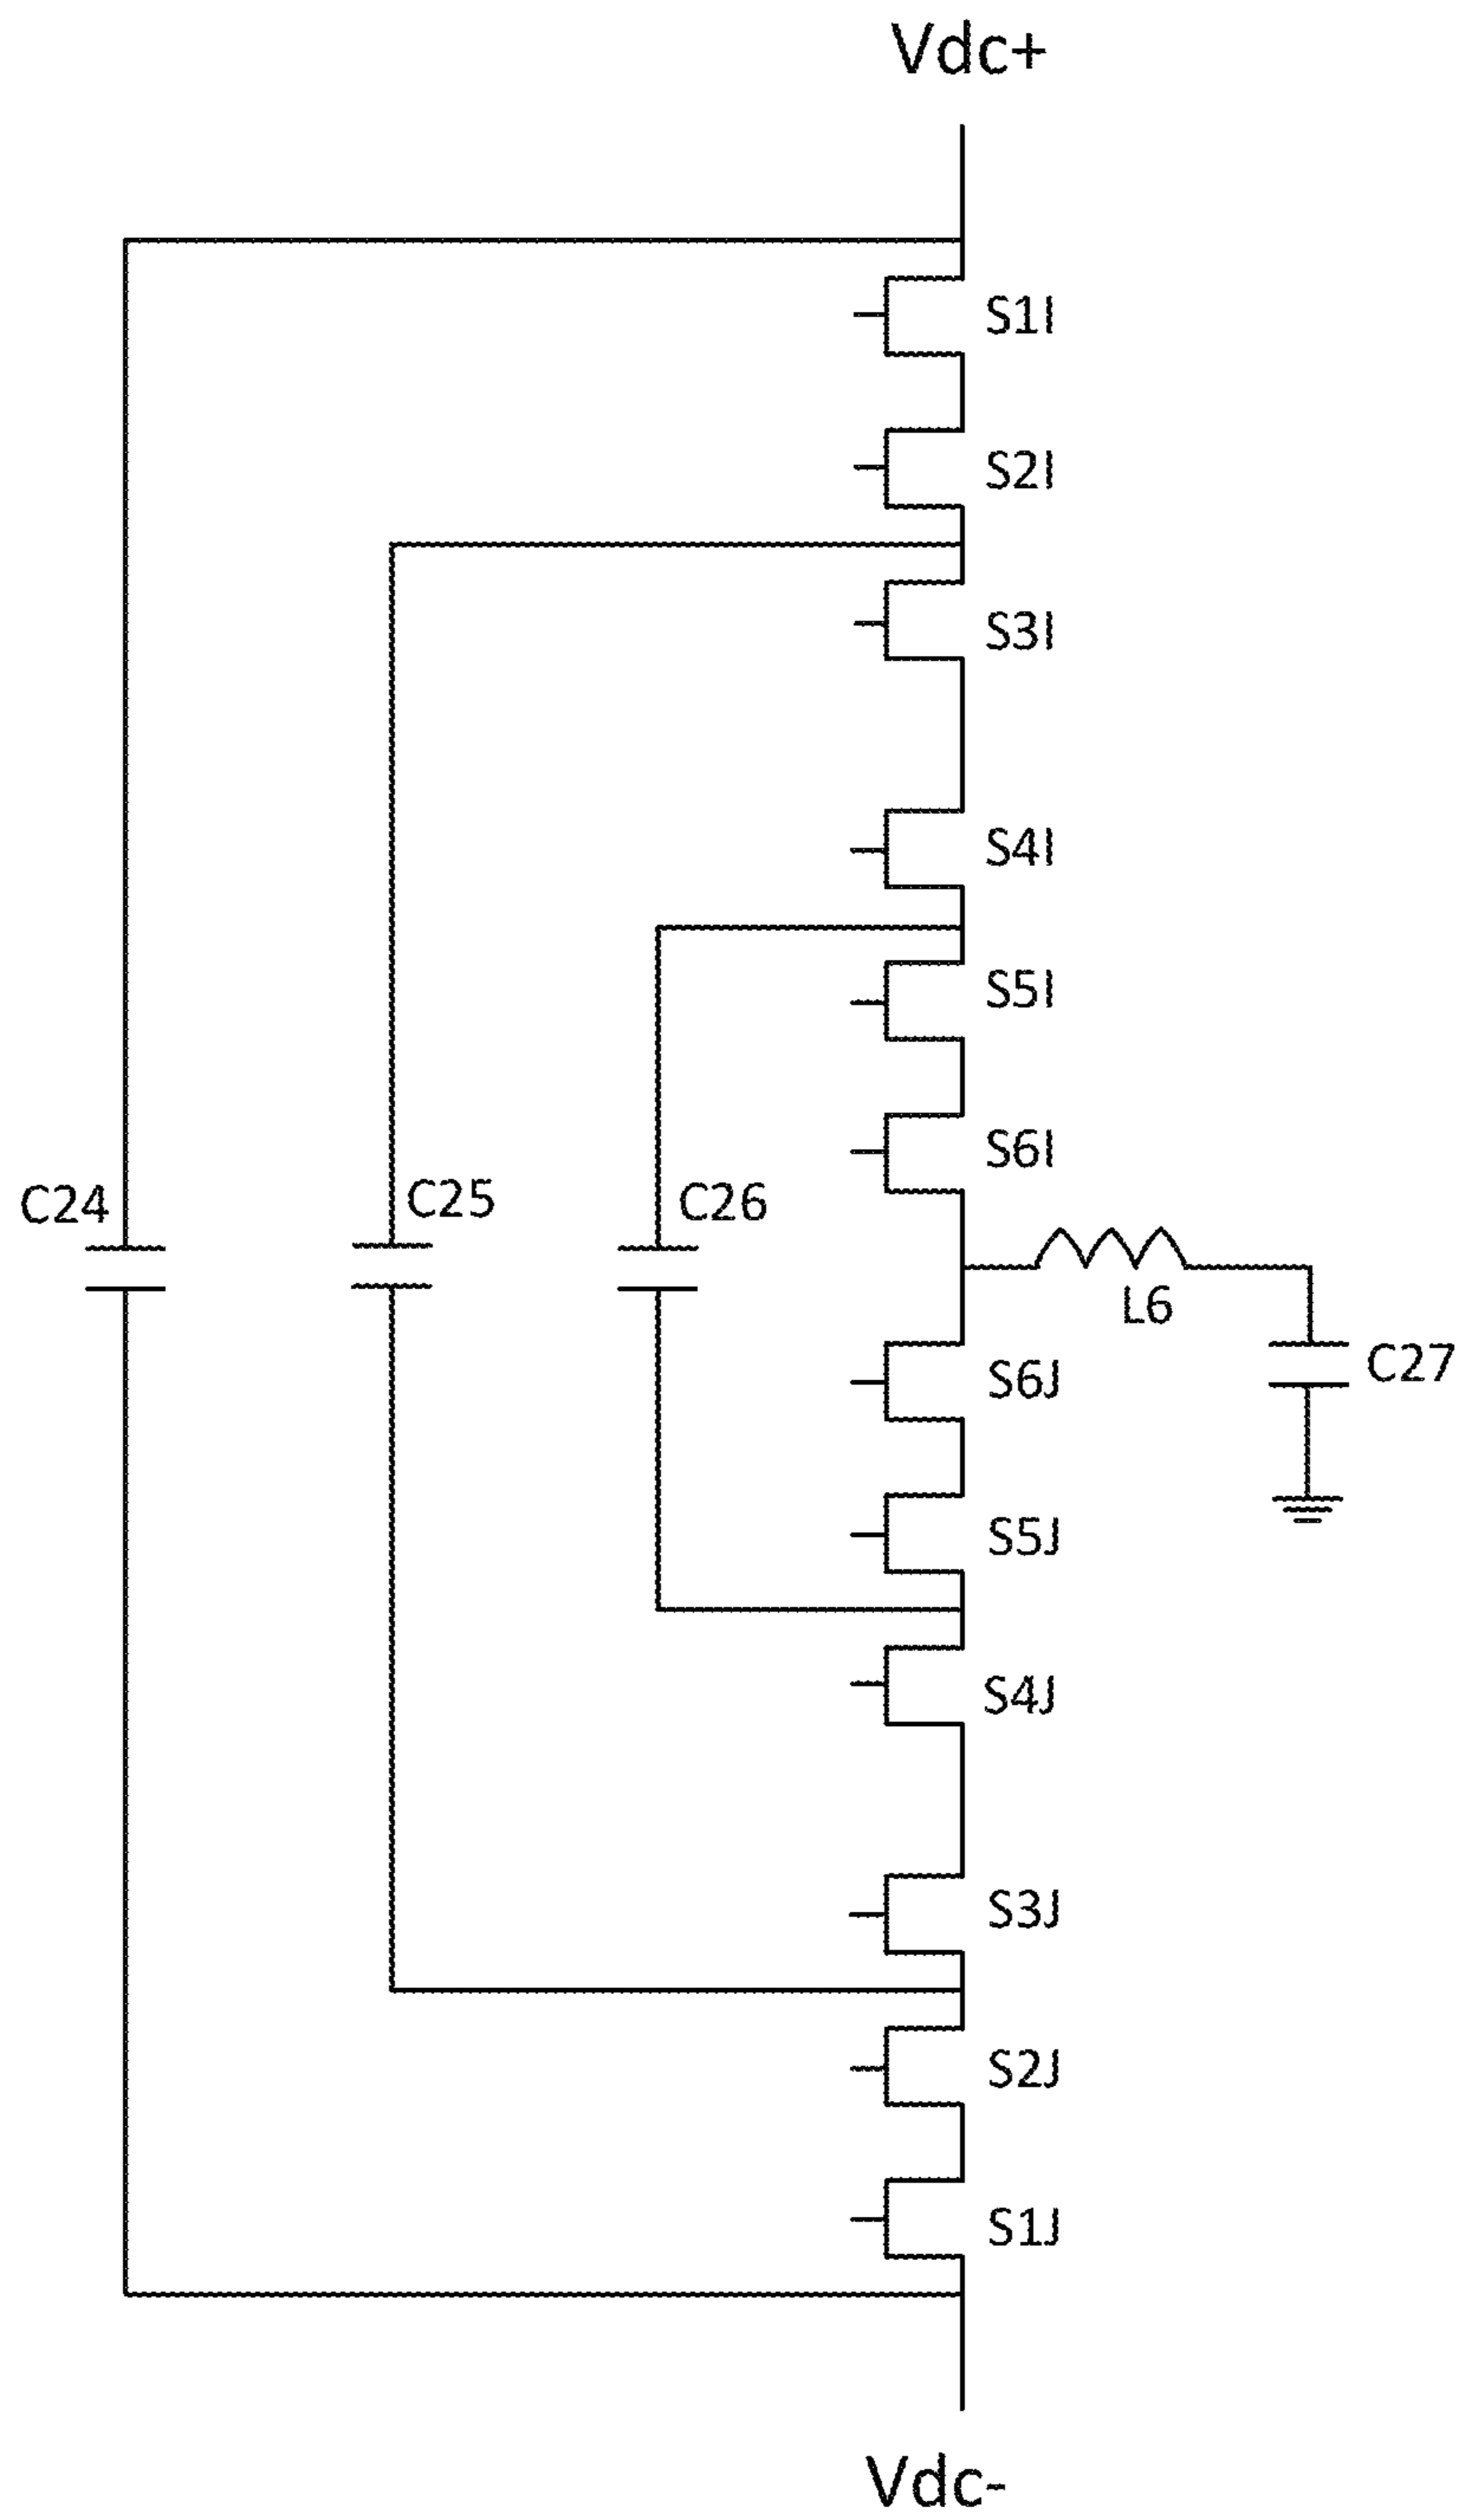 Vdc+
S1I
S2I
S3I
S4I
S5I
S6I
C24
C25
C26
L6
C27
S6J
S5J
S4J
S3J
S2J
S1J
Vdc-